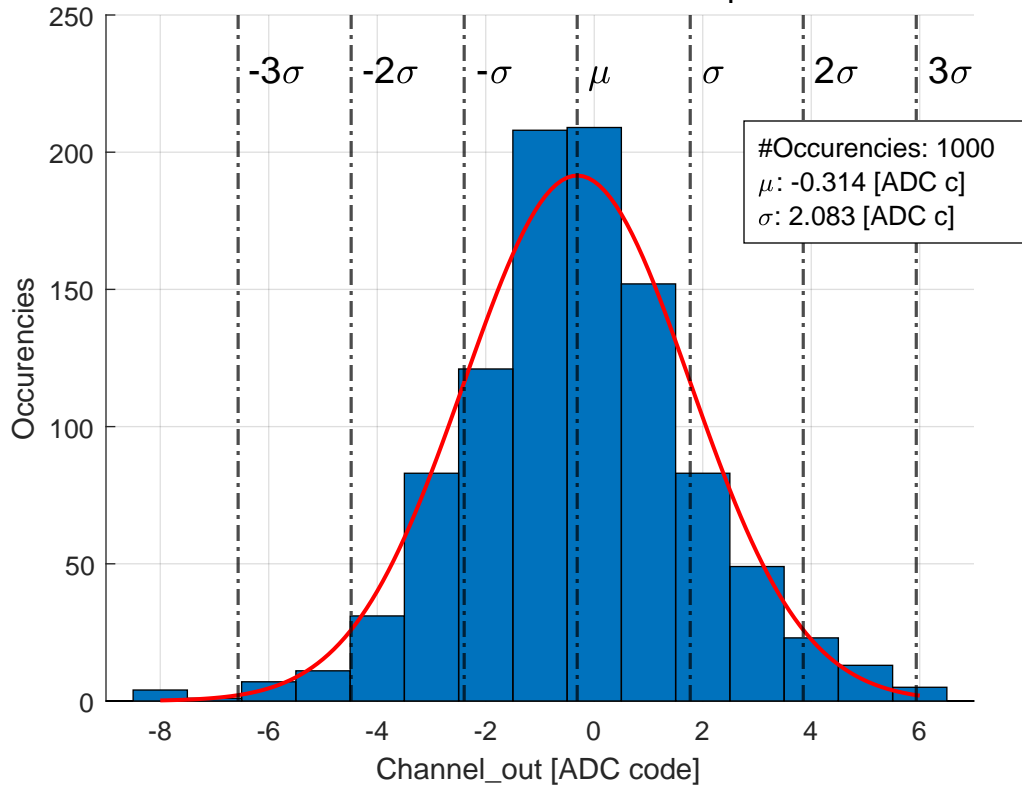 250
200
150
100
50
0
-3σ -2σ -σ μ σ 2σ 3σ
#Occurencies: 1000
μ: -0.314 [ADC c]
σ: 2.083 [ADC c]
Occurencies
-8 -6 -4 -2 0 2 4 6
Channel_out [ADC code]